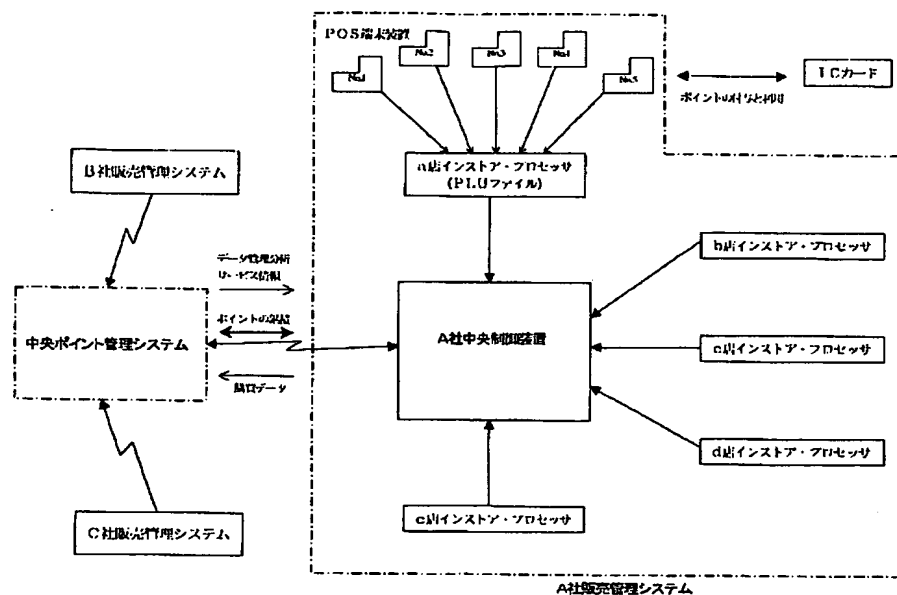 POS端末装置
No.1
No.2
No.3
No.4
No.5
ICカード
ポイントの付与と利用
a店インストア・プロセッサ
(PLUファイル)
B社販売管理システム
b店インストア・プロセッサ
データ管理分析
サービス情報
ポイントの
中央ポイント管理システム
A社中央制御装置
c店インストア・プロセッサ
購買データ
d店インストア・プロセッサ
e店インストア・プロセッサ
C社販売管理システム
A社販売管理システム